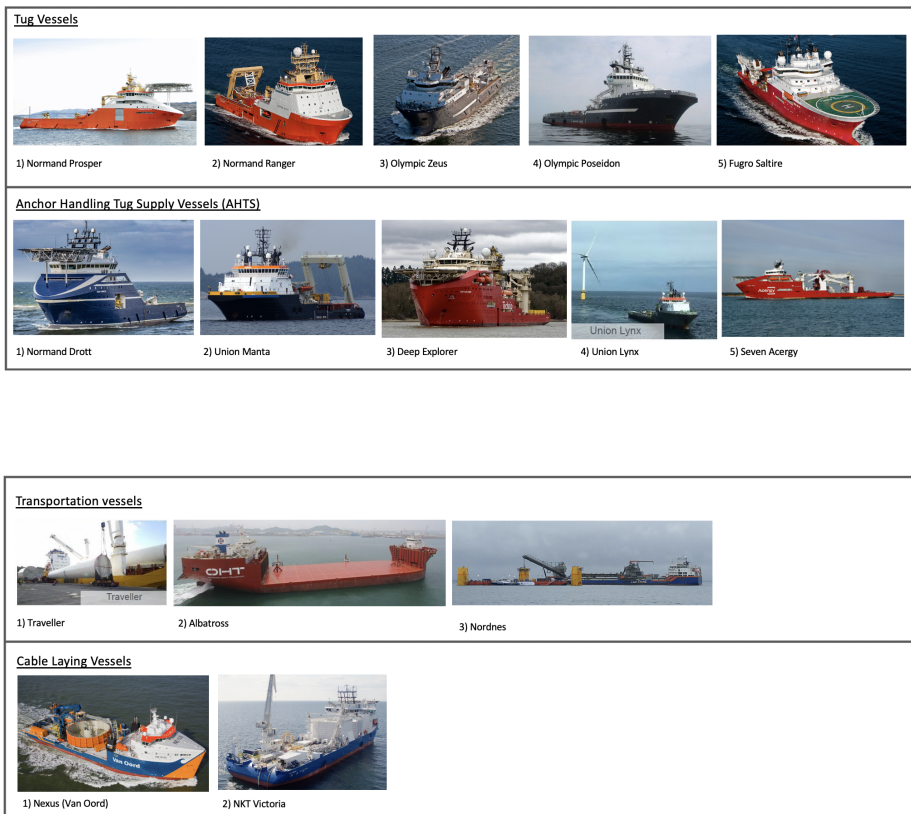 Tug Vessels
1) Normand Prosper
2) Normand Ranger
3) Olympic Zeus
4) Olympic Poseidon
5) Fugro Saltire
Anchor Handling Tug Supply Vessels (AHTS)
Union Lynx
1) Normand Drott
2) Union Manta
3) Deep Explorer
4) Union Lynx
5) Seven Acergy
Transportation vessels
Traveller
OHT
1) Traveller
2) Albatross
3) Nordnes
Cable Laying Vessels
Van Oord
1) Nexus (Van Oord)
2) NKT Victoria